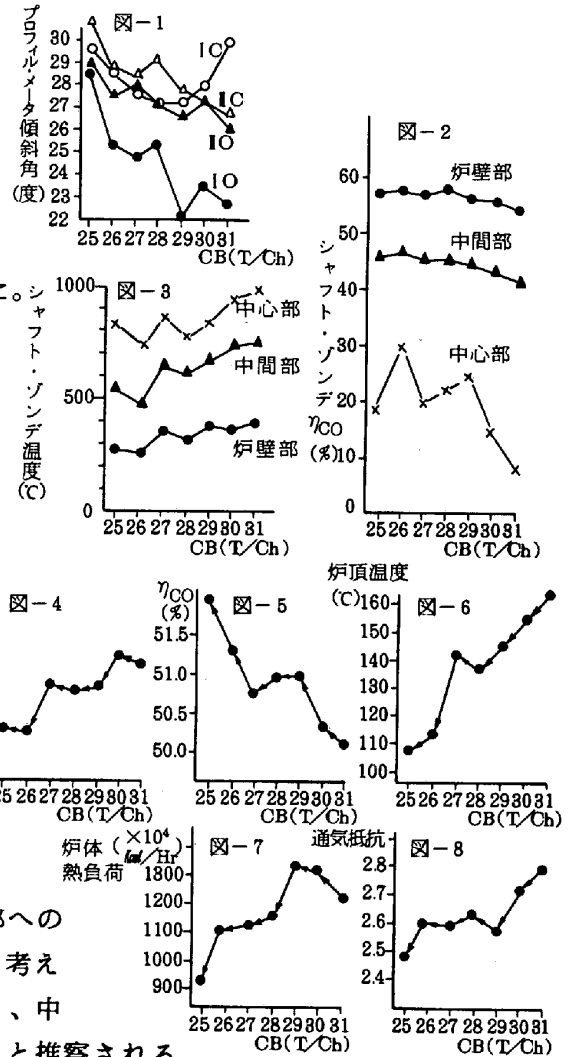 図-1
プロフィル・メータ傾斜角(度)
30
29
28
27
26
25
24
23
22
IC
IC
IO
IO
25 26 27 28 29 30 31
CB(T/Ch)
図-2
60
50
40
30
20
10
0
炉壁部
中間部
中心部
シャフト・ゾンデ
ηCO
(%)
25 26 27 28 29 30 31
CB(T/Ch)
。
図-3
シャフト・ゾンデ温度(℃)
1000
500
0
中心部
中間部
炉壁部
25 26 27 28 29 30 31
CB(T/Ch)
図-4
25 26 27 28 29 30 31
CB(T/Ch)
図-5
ηCO
(%)
51.5
51.0
50.5
50.0
25 26 27 28 29 30 31
CB(T/Ch)
図-6
炉頂温度
(℃)
160
150
140
130
120
110
100
25 26 27 28 29 30 31
CB(T/Ch)
図-7
炉体熱負荷
(×10⁴kcal/Hr)
1800
1100
1000
900
25 26 27 28 29 30 31
CB(T/Ch)
図-8
通気抵抗
2.8
2.7
2.6
2.5
2.4
25 26 27 28 29 30 31
CB(T/Ch)
部への
考え
、中
と推察される